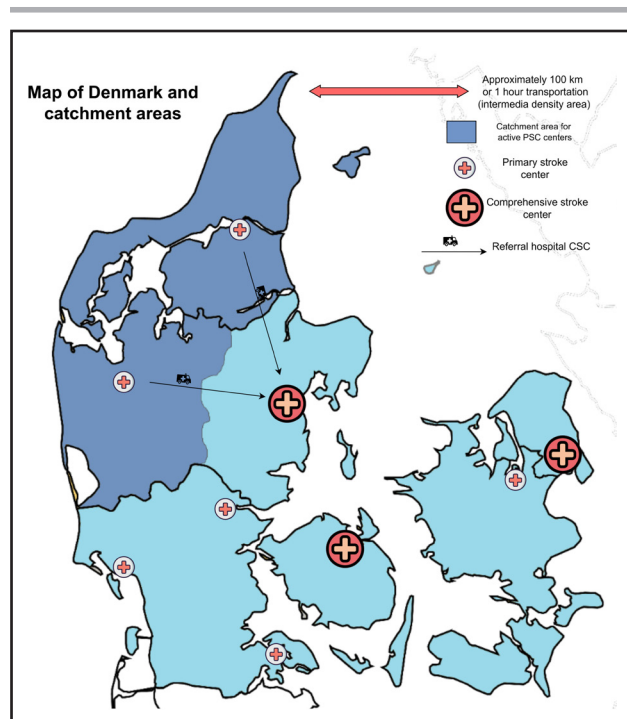 Map of Denmark and
catchment areas
Approximately 100 km
or 1 hour transportation
(intermedia density area)
Catchment area for
active PSC centers
Primary stroke
center
Comprehensive stroke
center
Referral hospital CSC